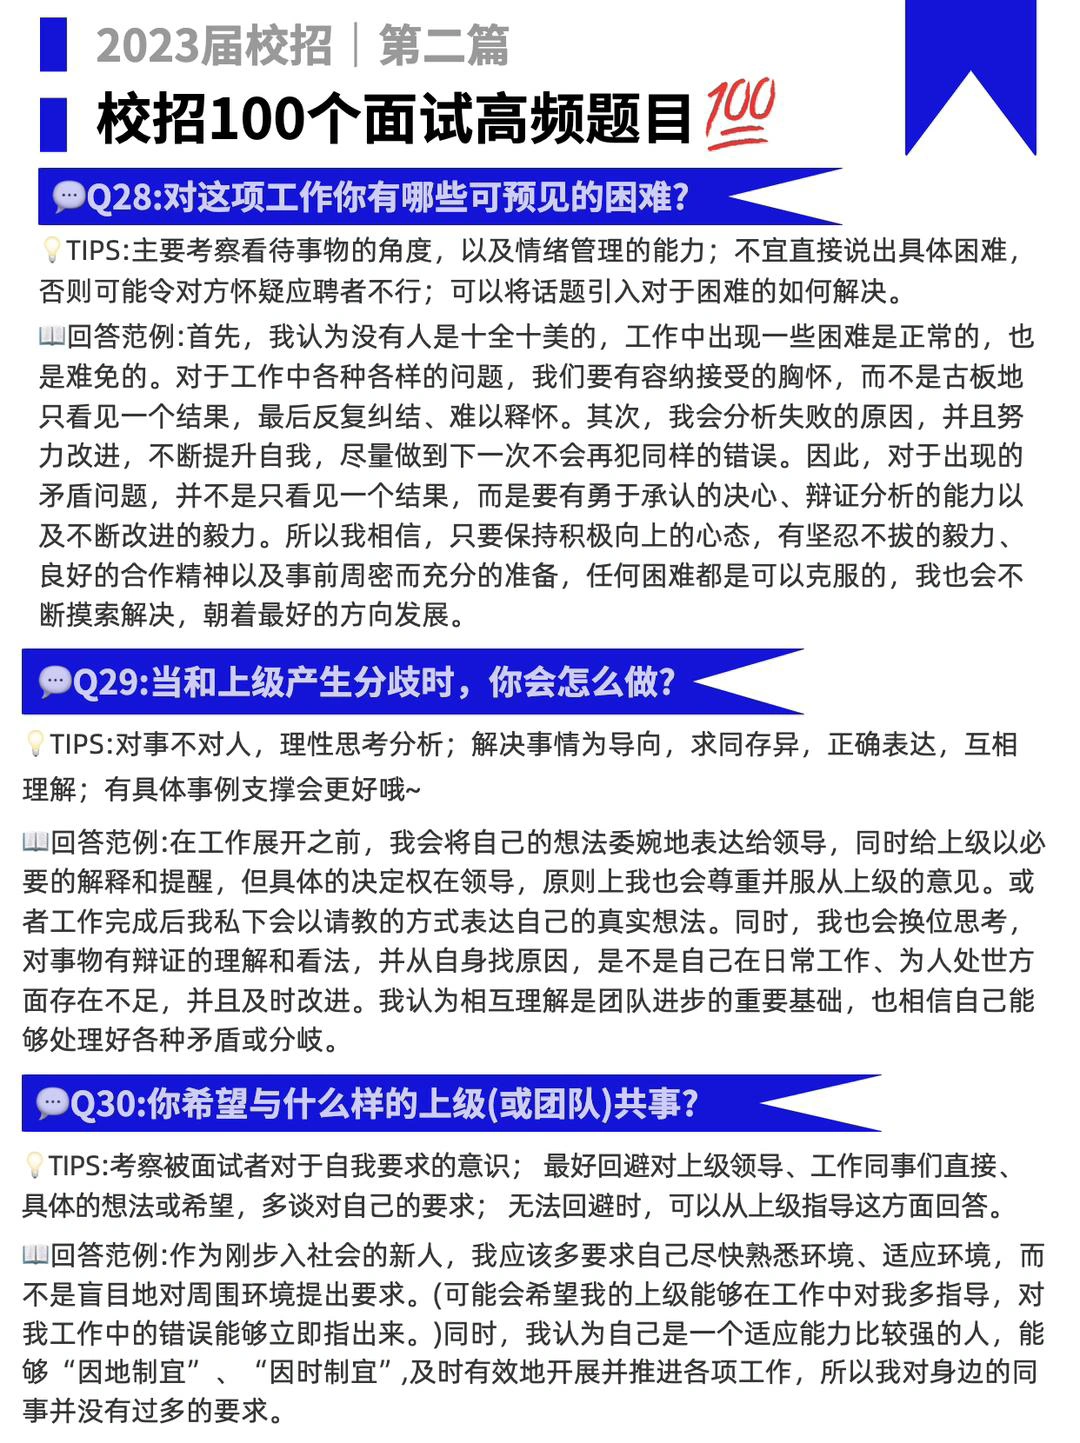 2023届校招｜第二篇
校招100个面试高频题目💯
💬Q28:对这项工作你有哪些可预见的困难?
💡TIPS:主要考察看待事物的角度，以及情绪管理的能力；不宜直接说出具体困难，
否则可能令对方怀疑应聘者不行；可以将话题引入对于困难的如何解决。
📖回答范例:首先，我认为没有人是十全十美的，工作中出现一些困难是正常的，也
是难免的。对于工作中各种各样的问题，我们要有容纳接受的胸怀，而不是古板地
只看见一个结果，最后反复纠结、难以释怀。其次，我会分析失败的原因，并且努
力改进，不断提升自我，尽量做到下一次不会再犯同样的错误。因此，对于出现的
矛盾问题，并不是只看见一个结果，而是要有勇于承认的决心、辩证分析的能力以
及不断改进的毅力。所以我相信，只要保持积极向上的心态，有坚忍不拔的毅力、
良好的合作精神以及事前周密而充分的准备，任何困难都是可以克服的，我也会不
断摸索解决，朝着最好的方向发展。
💬Q29:当和上级产生分歧时，你会怎么做?
💡TIPS:对事不对人，理性思考分析；解决事情为导向，求同存异，正确表达，互相
理解；有具体事例支撑会更好哦~
📖回答范例:在工作展开之前，我会将自己的想法委婉地表达给领导，同时给上级以必
要的解释和提醒，但具体的决定权在领导，原则上我也会尊重并服从上级的意见。或
者工作完成后我私下会以请教的方式表达自己的真实想法。同时，我也会换位思考，
对事物有辩证的理解和看法，并从自身找原因，是不是自己在日常工作、为人处世方
面存在不足，并且及时改进。我认为相互理解是团队进步的重要基础，也相信自己能
够处理好各种矛盾或分岐。
💬Q30:你希望与什么样的上级(或团队)共事?
💡TIPS:考察被面试者对于自我要求的意识； 最好回避对上级领导、工作同事们直接、
具体的想法或希望，多谈对自己的要求； 无法回避时，可以从上级指导这方面回答。
📖回答范例:作为刚步入社会的新人，我应该多要求自己尽快熟悉环境、适应环境，而
不是盲目地对周围环境提出要求。(可能会希望我的上级能够在工作中对我多指导，对
我工作中的错误能够立即指出来。)同时，我认为自己是一个适应能力比较强的人，能
够“因地制宜”、“因时制宜”,及时有效地开展并推进各项工作，所以我对身边的同
事并没有过多的要求。